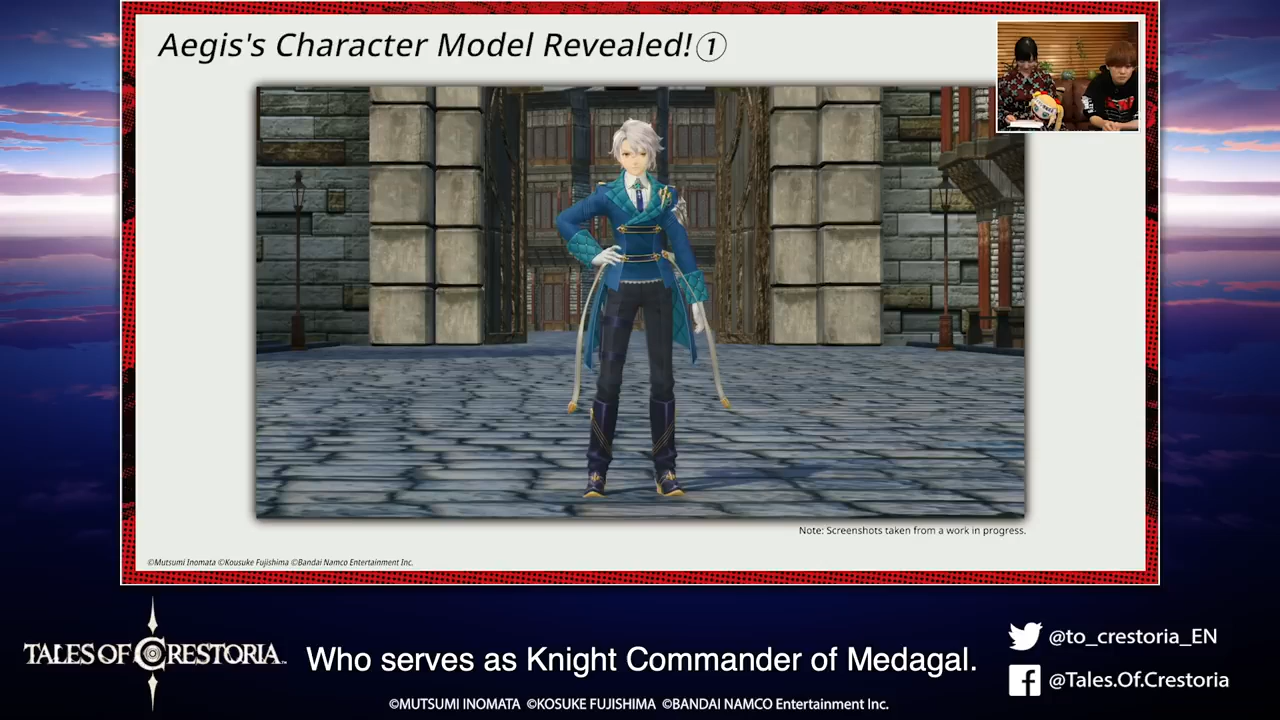 Aegis's Character Model Revealed!①
Note: Screenshots taken from a work in progress.
©Mutsumi Inomata ©Kousuke Fujishima ©Bandai Namco Entertainment Inc.
TALES OF CRESTORIA™
Who serves as Knight Commander of Medagal.
@to_crestoria_EN
@Tales.Of.Crestoria
©MUTSUMI INOMATA ©KOSUKE FUJISHIMA ©BANDAI NAMCO Entertainment Inc.